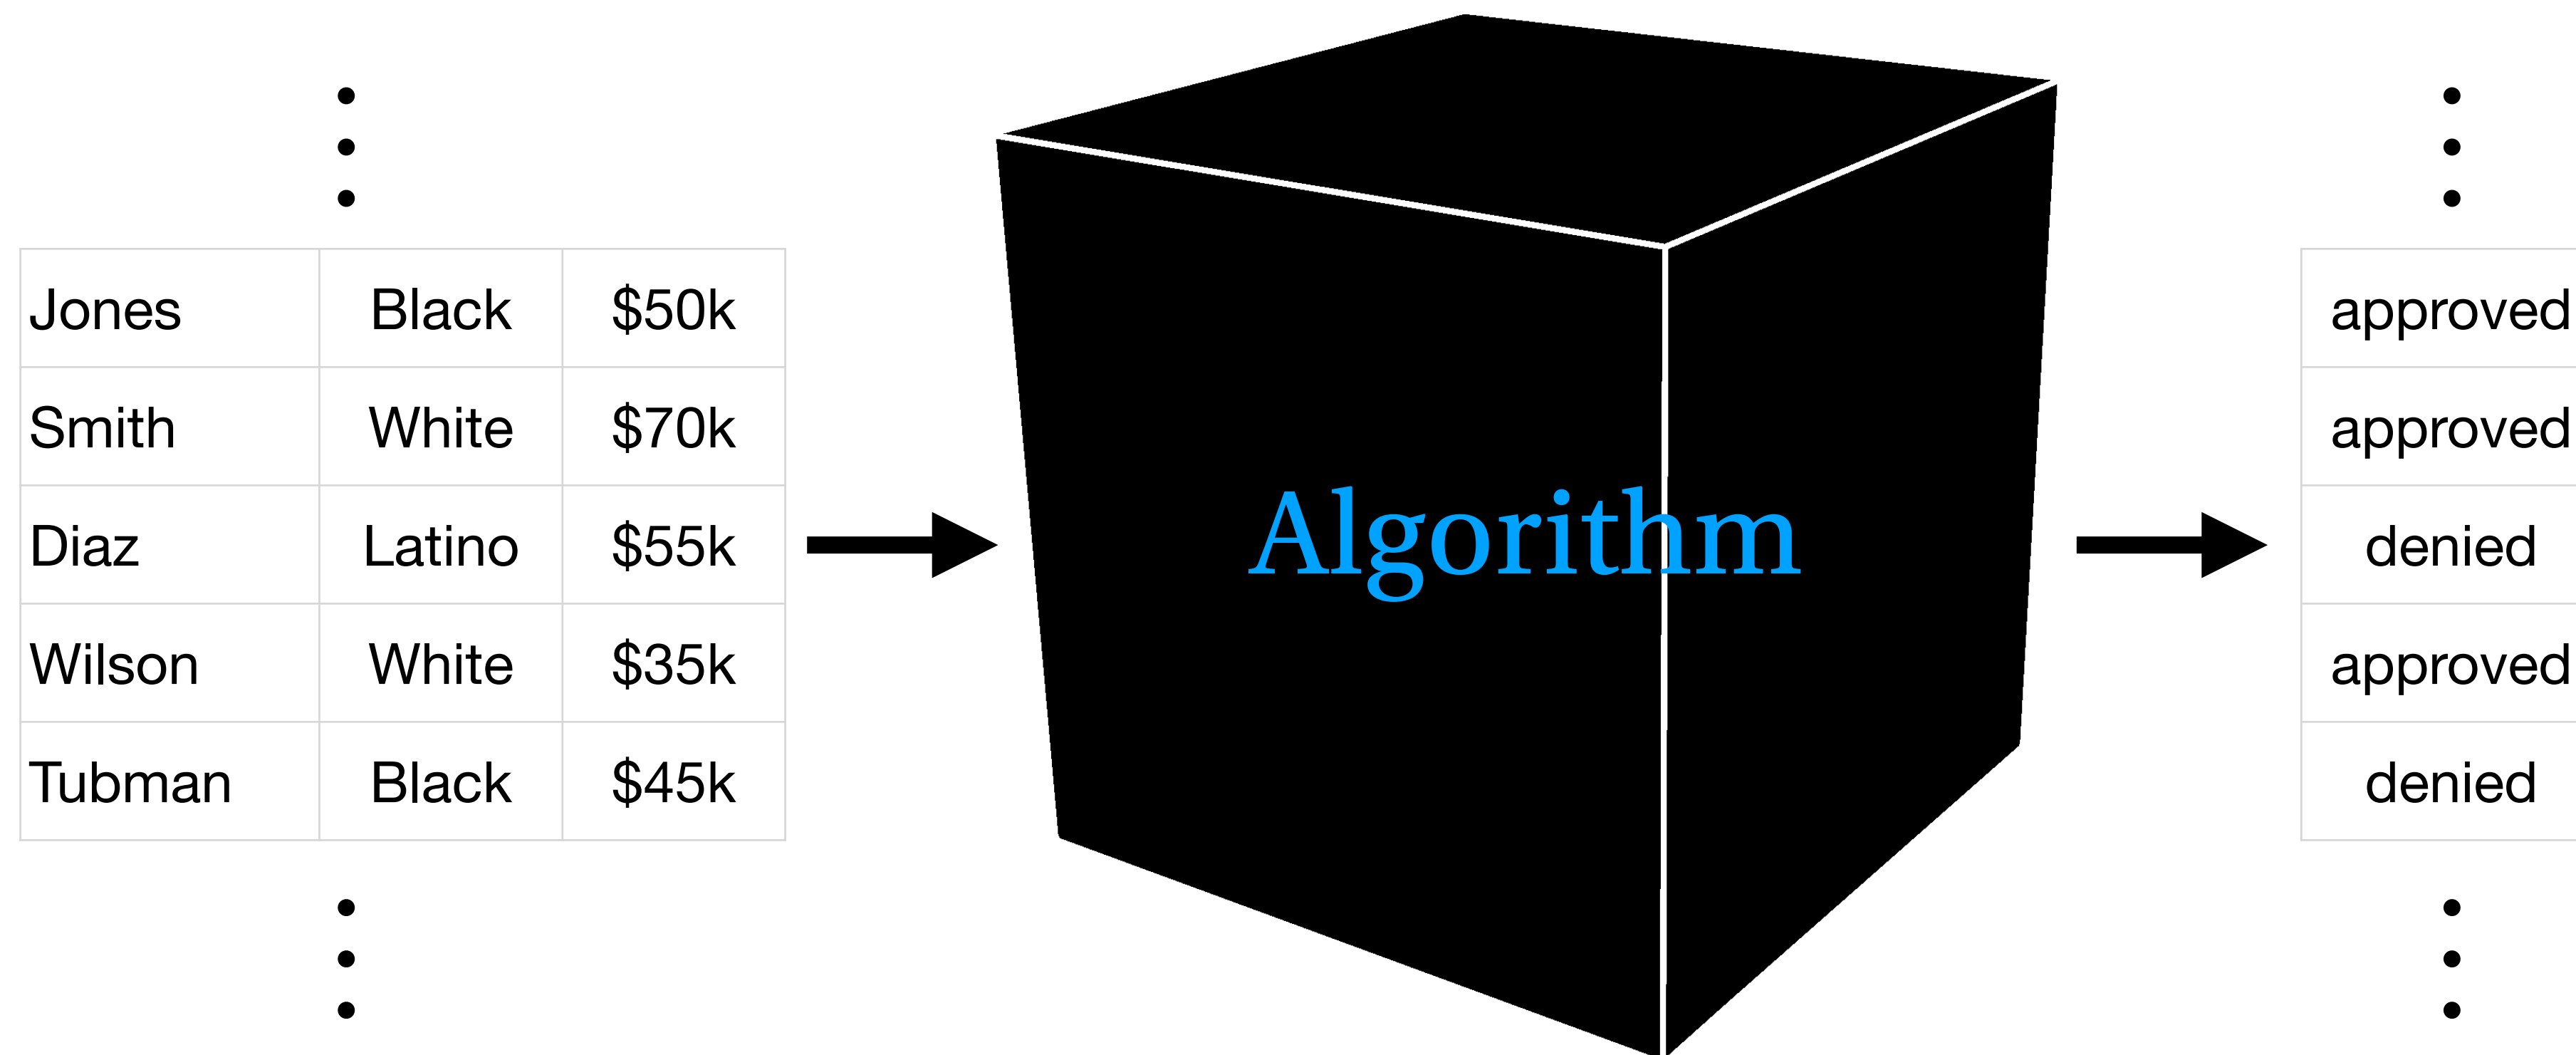 Jones Black $50k approved
Smith White $70k approved
Diaz Latino $55k denied
Wilson White $35k approved
Tubman Black $45k denied
Algorithm